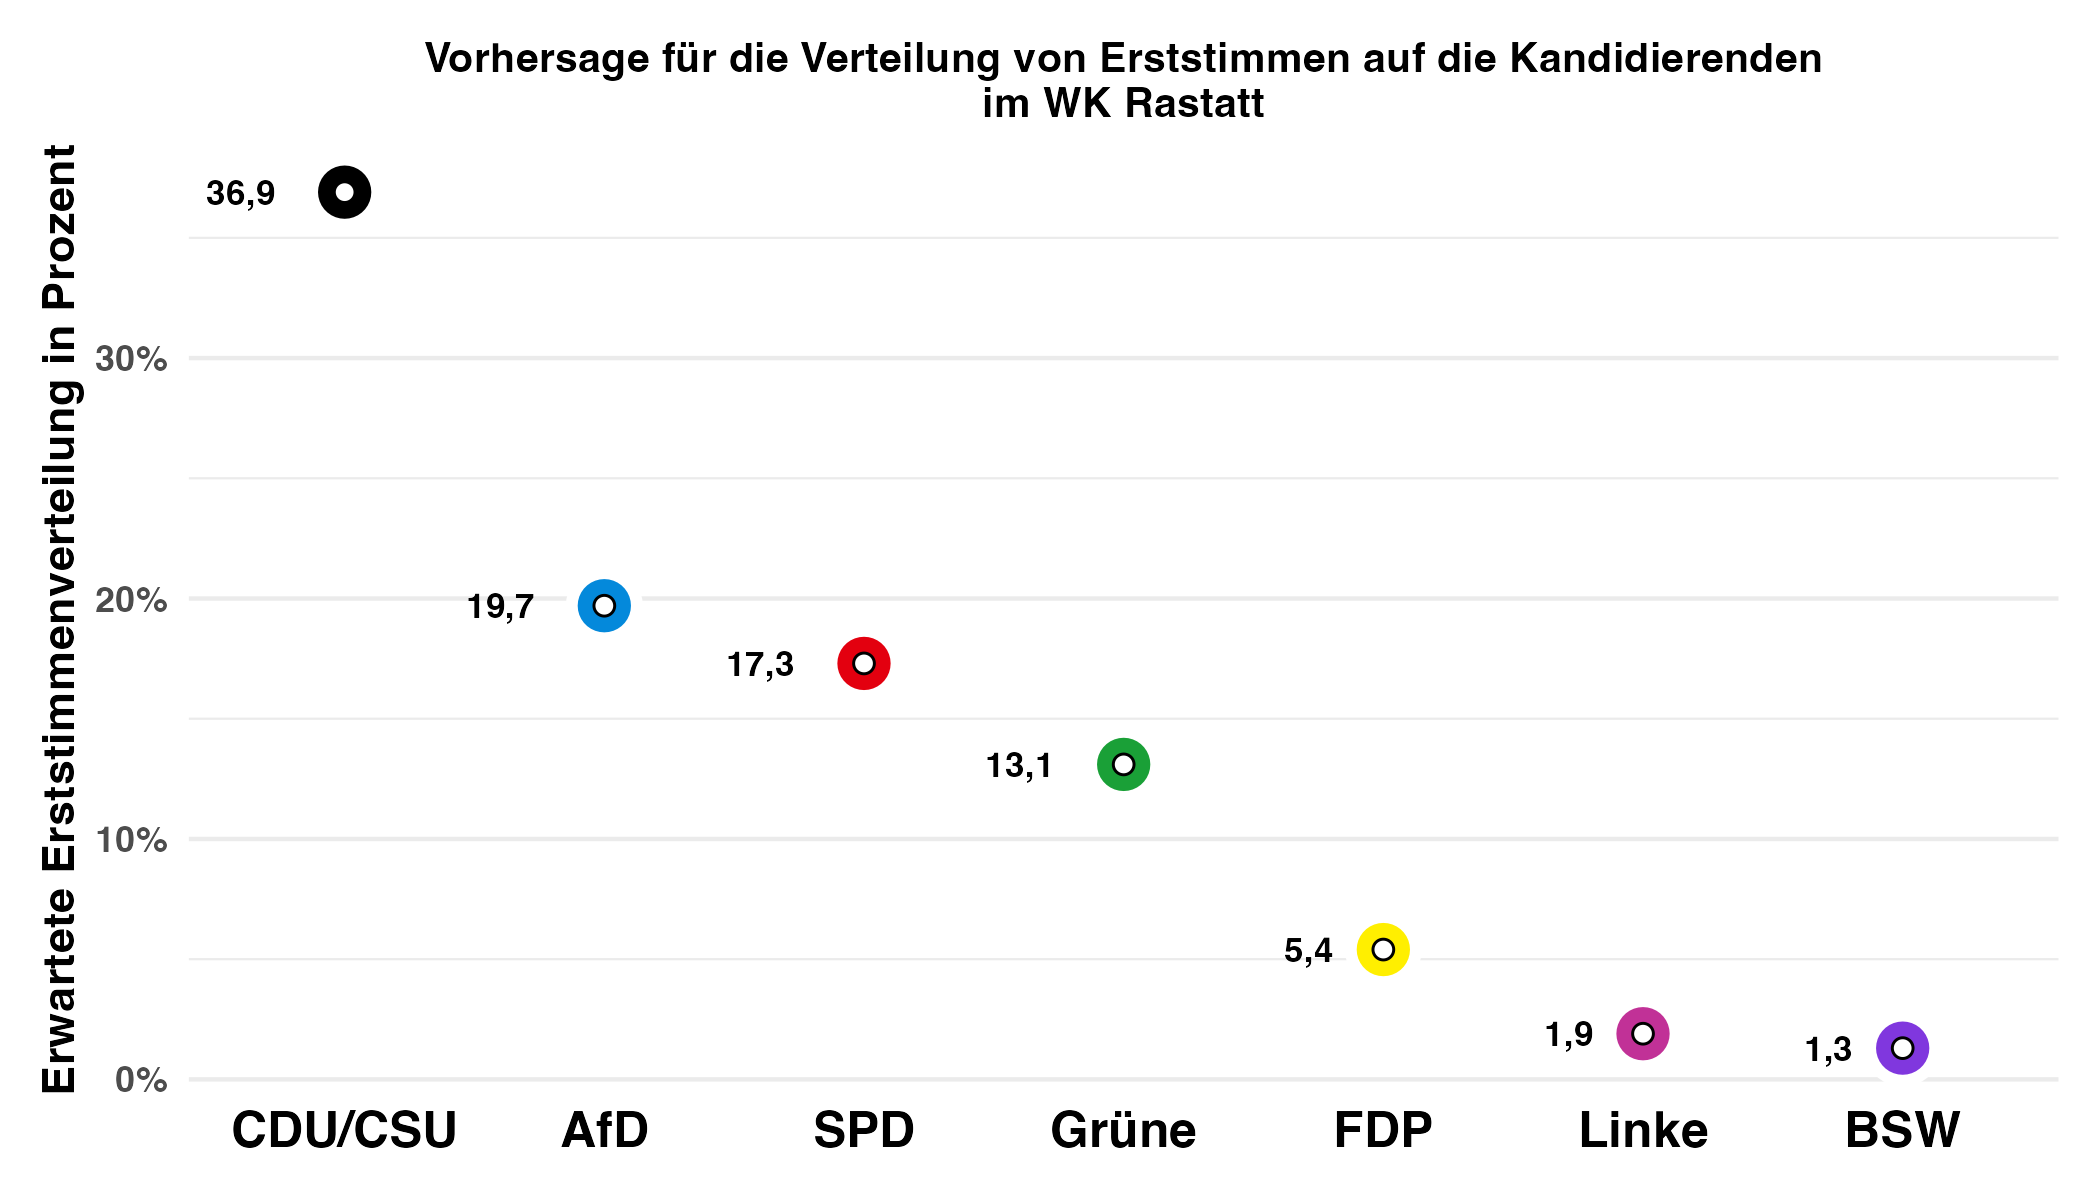 Vorhersage für die Verteilung von Erststimmen auf die Kandidierenden
im WK Rastatt
Erwartete Erststimmenverteilung in Prozent
36,9
30%
20%
19,7
17,3
13,1
10%
5,4
1,9
1,3
0%
CDU/CSU AfD SPD Grüne FDP Linke BSW